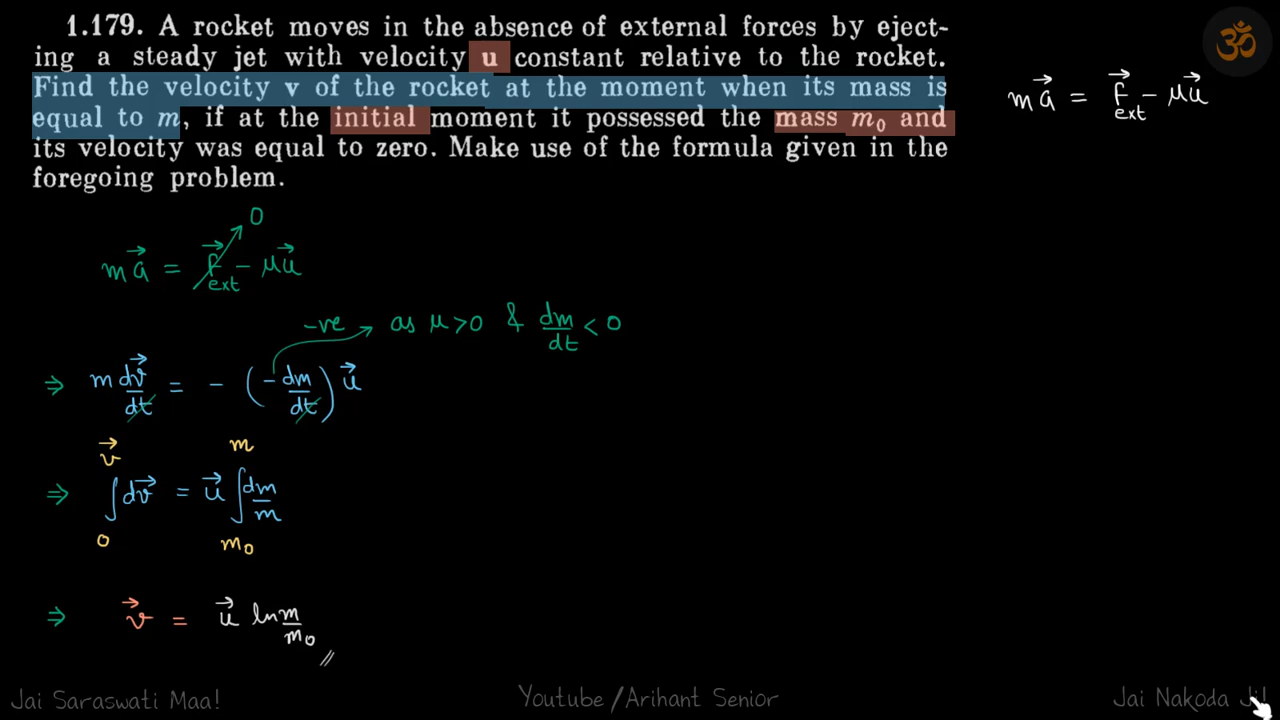 1.179. A rocket moves in the absence of external forces by eject-
ing a steady jet with velocity u constant relative to the rocket.
Find the velocity v of the rocket at the moment when its mass is
equal to m, if at the initial moment it possessed the mass m₀ and
its velocity was equal to zero. Make use of the formula given in the
foregoing problem.
ॐ
ma⃗ = F⃗ext − μu⃗
0
ma⃗ = F⃗ext − μu⃗
-ve as μ>0 & dm/dt < 0
⇒ m dv⃗/dt = − (−dm/dt) u⃗
⇒ ∫₀^v⃗ dv⃗ = u⃗ ∫_{m₀}^{m} dm/m
⇒ v⃗ = u⃗ ln m/m₀ //
Jai Saraswati Maa!
Youtube /Arihant Senior
Jai Nakoda Ji!